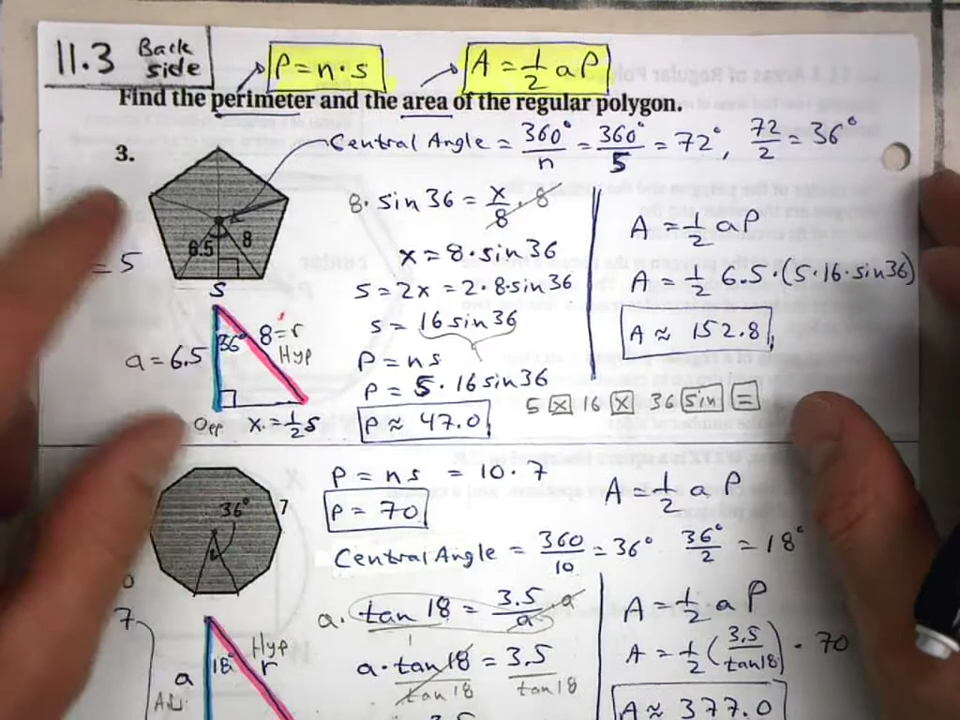 11.3 Back side
P = n · s
A = 1/2 a P
Find the perimeter and the area of the regular polygon.
3.
Central Angle = 360°/n = 360°/5 = 72°, 72/2 = 36°
6.5 8
= 5
s
8 · sin 36 = x/8 · 8
x = 8 · sin 36
s = 2x = 2 · 8 · sin 36
s = 16 sin 36
P = ns
P = 5 · 16 sin 36
P ≈ 47.0
A = 1/2 a P
A = 1/2 6.5 · (5 · 16 · sin 36)
A ≈ 152.8
5 x 16 x 36 sin =
36° 8 = r
Hyp
a = 6.5
Opp x = 1/2 s
36° 7
P = ns = 10 · 7
P = 70
A = 1/2 a P
Central Angle = 360/10 = 36° 36°/2 = 18°
a · tan 18 = 3.5/a · a
a · tan 18 = 3.5
tan 18 tan 18
A = 1/2 a P
A = 1/2 (3.5/tan 18) · 70
A ≈ 377.0
0
7
Hyp
18° r
a